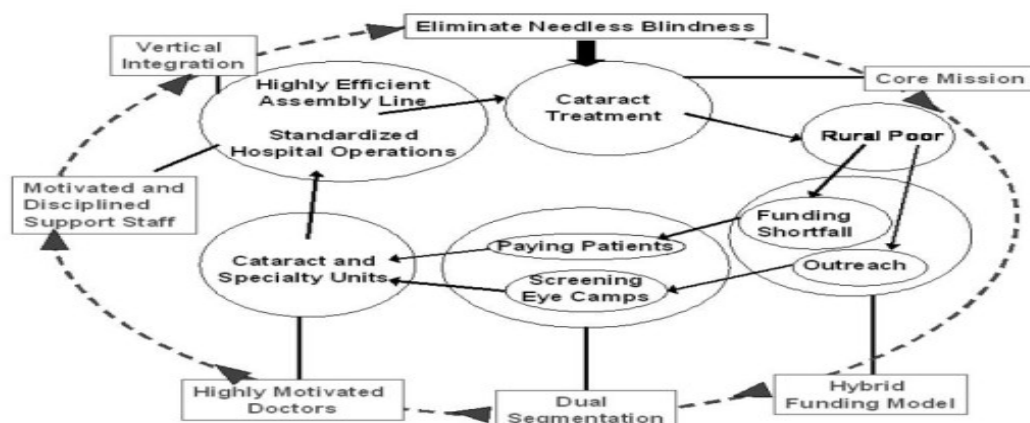 Eliminate Needless Blindness
Vertical
Integration
Highly Efficient
Assembly Line
Standardized
Hospital Operations
Cataract
Treatment
Core Mission
Rural Poor
Motivated and
Disciplined
Support Staff
Funding
Shortfall
Paying Patients
Cataract and
Specialty Units
Outreach
Screening
Eye Camps
Highly Motivated
Doctors
Dual
Segmentation
Hybrid
Funding Model